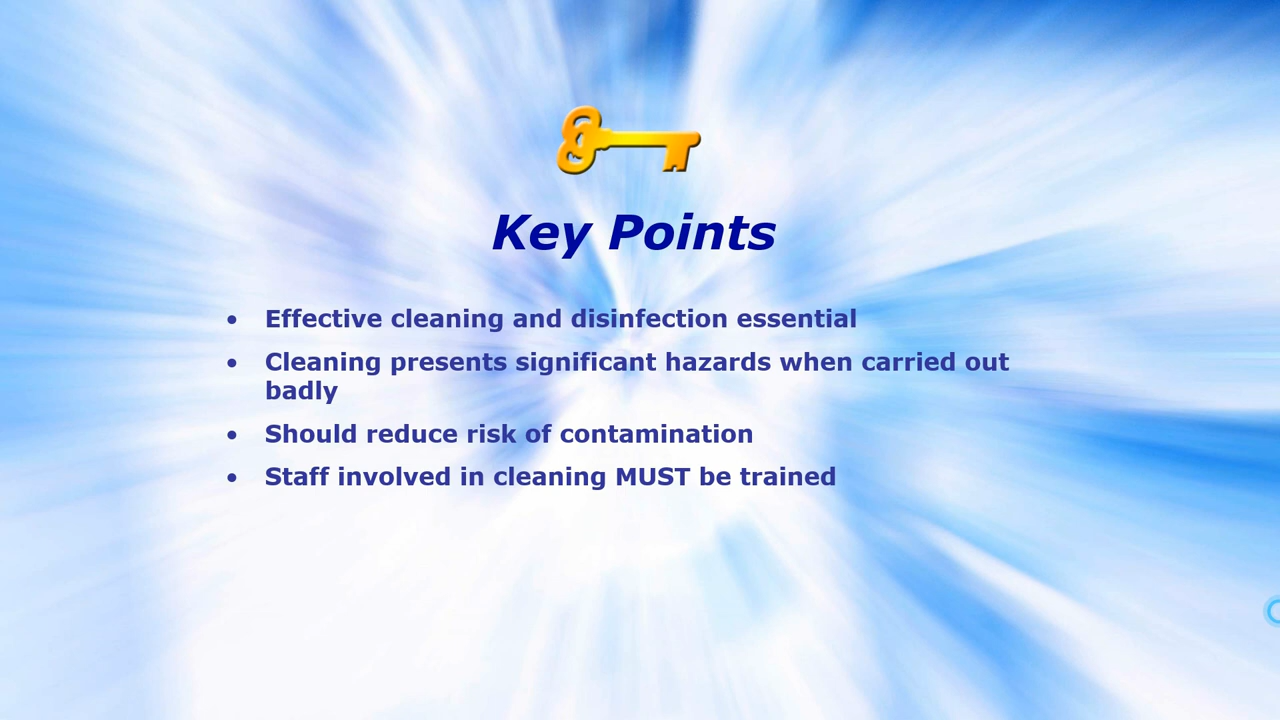 Key Points
• Effective cleaning and disinfection essential
• Cleaning presents significant hazards when carried out
badly
• Should reduce risk of contamination
• Staff involved in cleaning MUST be trained